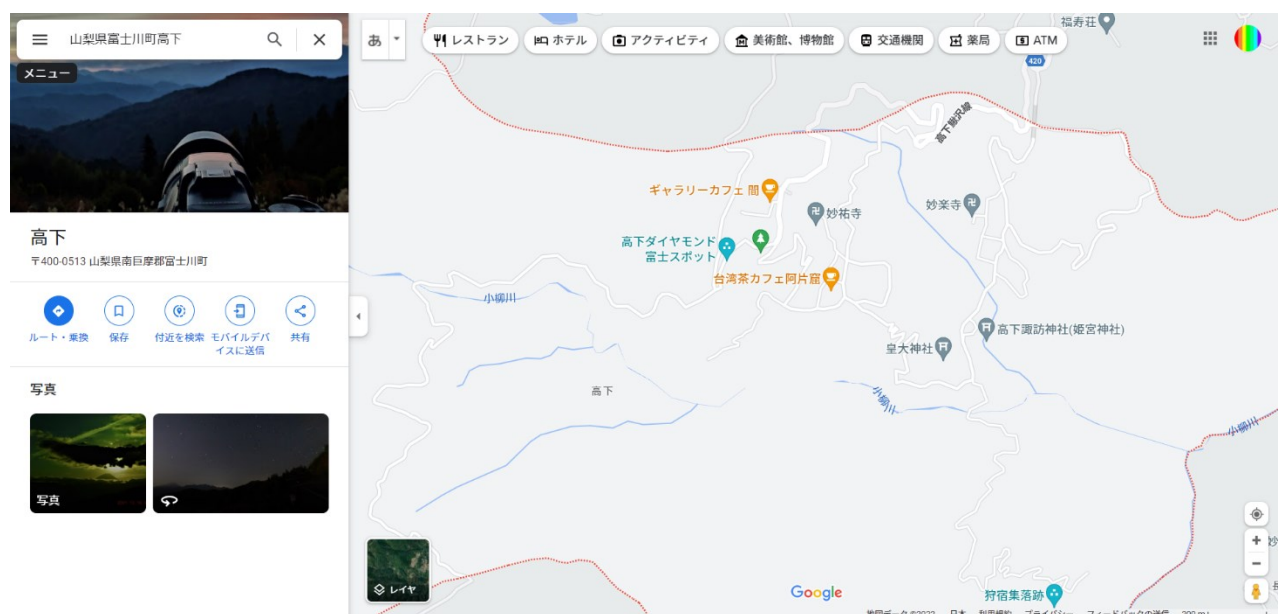 山梨県富士川町高下
メニュー
高下
〒400-0513 山梨県南巨摩郡富士川町
ルート・乗換
保存
付近を検索
モバイルデバ
イスに送信
共有
写真
写真
あ
レストラン
ホテル
アクティビティ
美術館、博物館
交通機関
薬局
ATM
福寿荘
420
高下鰍沢線
ギャラリーカフェ 間
妙祐寺
妙楽寺
高下ダイヤモンド
富士スポット
台湾茶カフェ阿片窟
小柳川
高下諏訪神社(姫宮神社)
皇大神社
高下
小柳川
小柳川
狩宿集落跡
レイヤ
Google